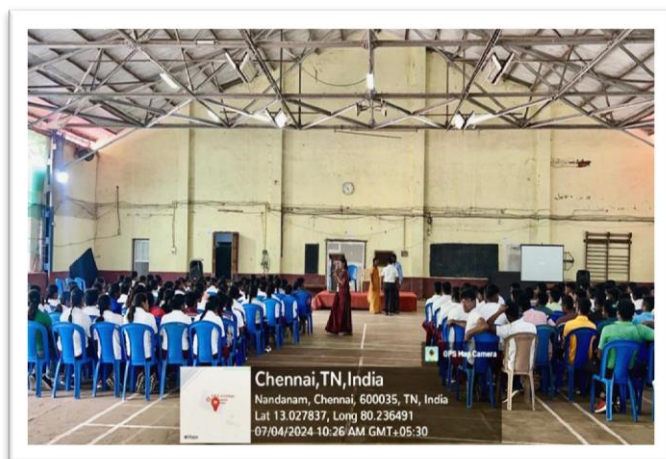 GPS Map Camera
Chennai,TN,India
Nandanam, Chennai, 600035, TN, India
Lat 13.027837, Long 80.236491
07/04/2024 10:26 AM GMT+05:30